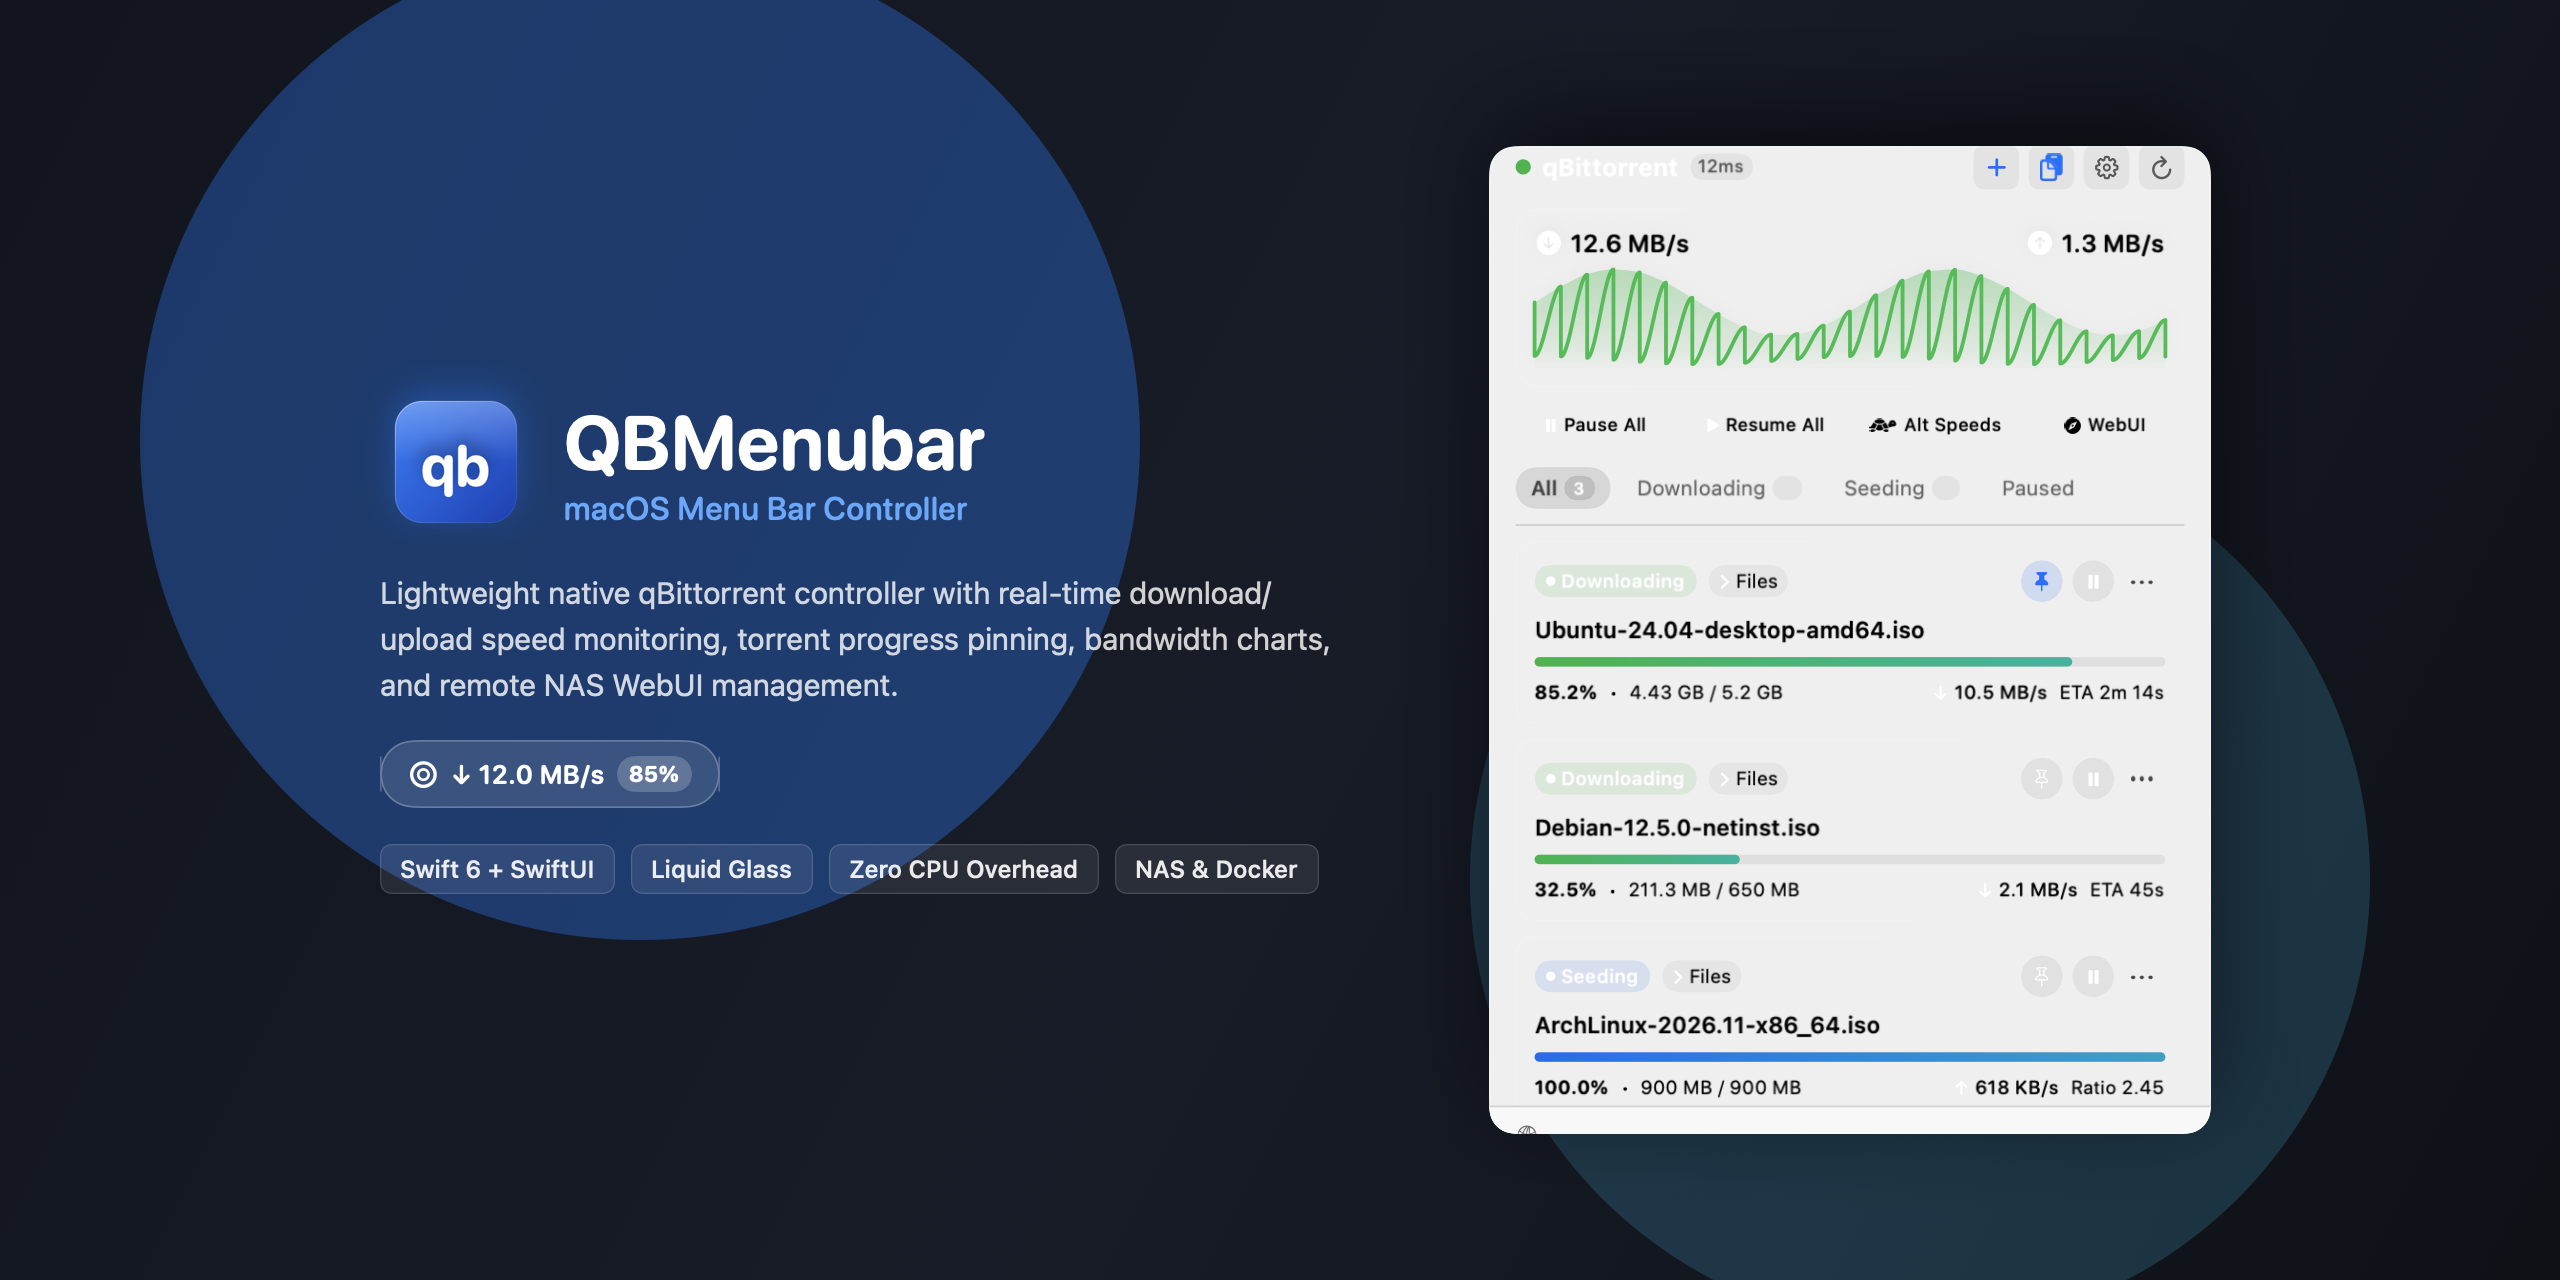 qb
QBMenubar
macOS Menu Bar Controller
Lightweight native qBittorrent controller with real-time download/
upload speed monitoring, torrent progress pinning, bandwidth charts,
and remote NAS WebUI management.
↓ 12.0 MB/s 85%
Swift 6 + SwiftUI Liquid Glass Zero CPU Overhead NAS & Docker
qBittorrent 12ms
12.6 MB/s 1.3 MB/s
Pause All Resume All Alt Speeds WebUI
All 3 Downloading Seeding Paused
Downloading Files
Ubuntu-24.04-desktop-amd64.iso
85.2% · 4.43 GB / 5.2 GB ↓ 10.5 MB/s ETA 2m 14s
Downloading Files
Debian-12.5.0-netinst.iso
32.5% · 211.3 MB / 650 MB ↓ 2.1 MB/s ETA 45s
Seeding Files
ArchLinux-2026.11-x86_64.iso
100.0% · 900 MB / 900 MB ↑ 618 KB/s Ratio 2.45